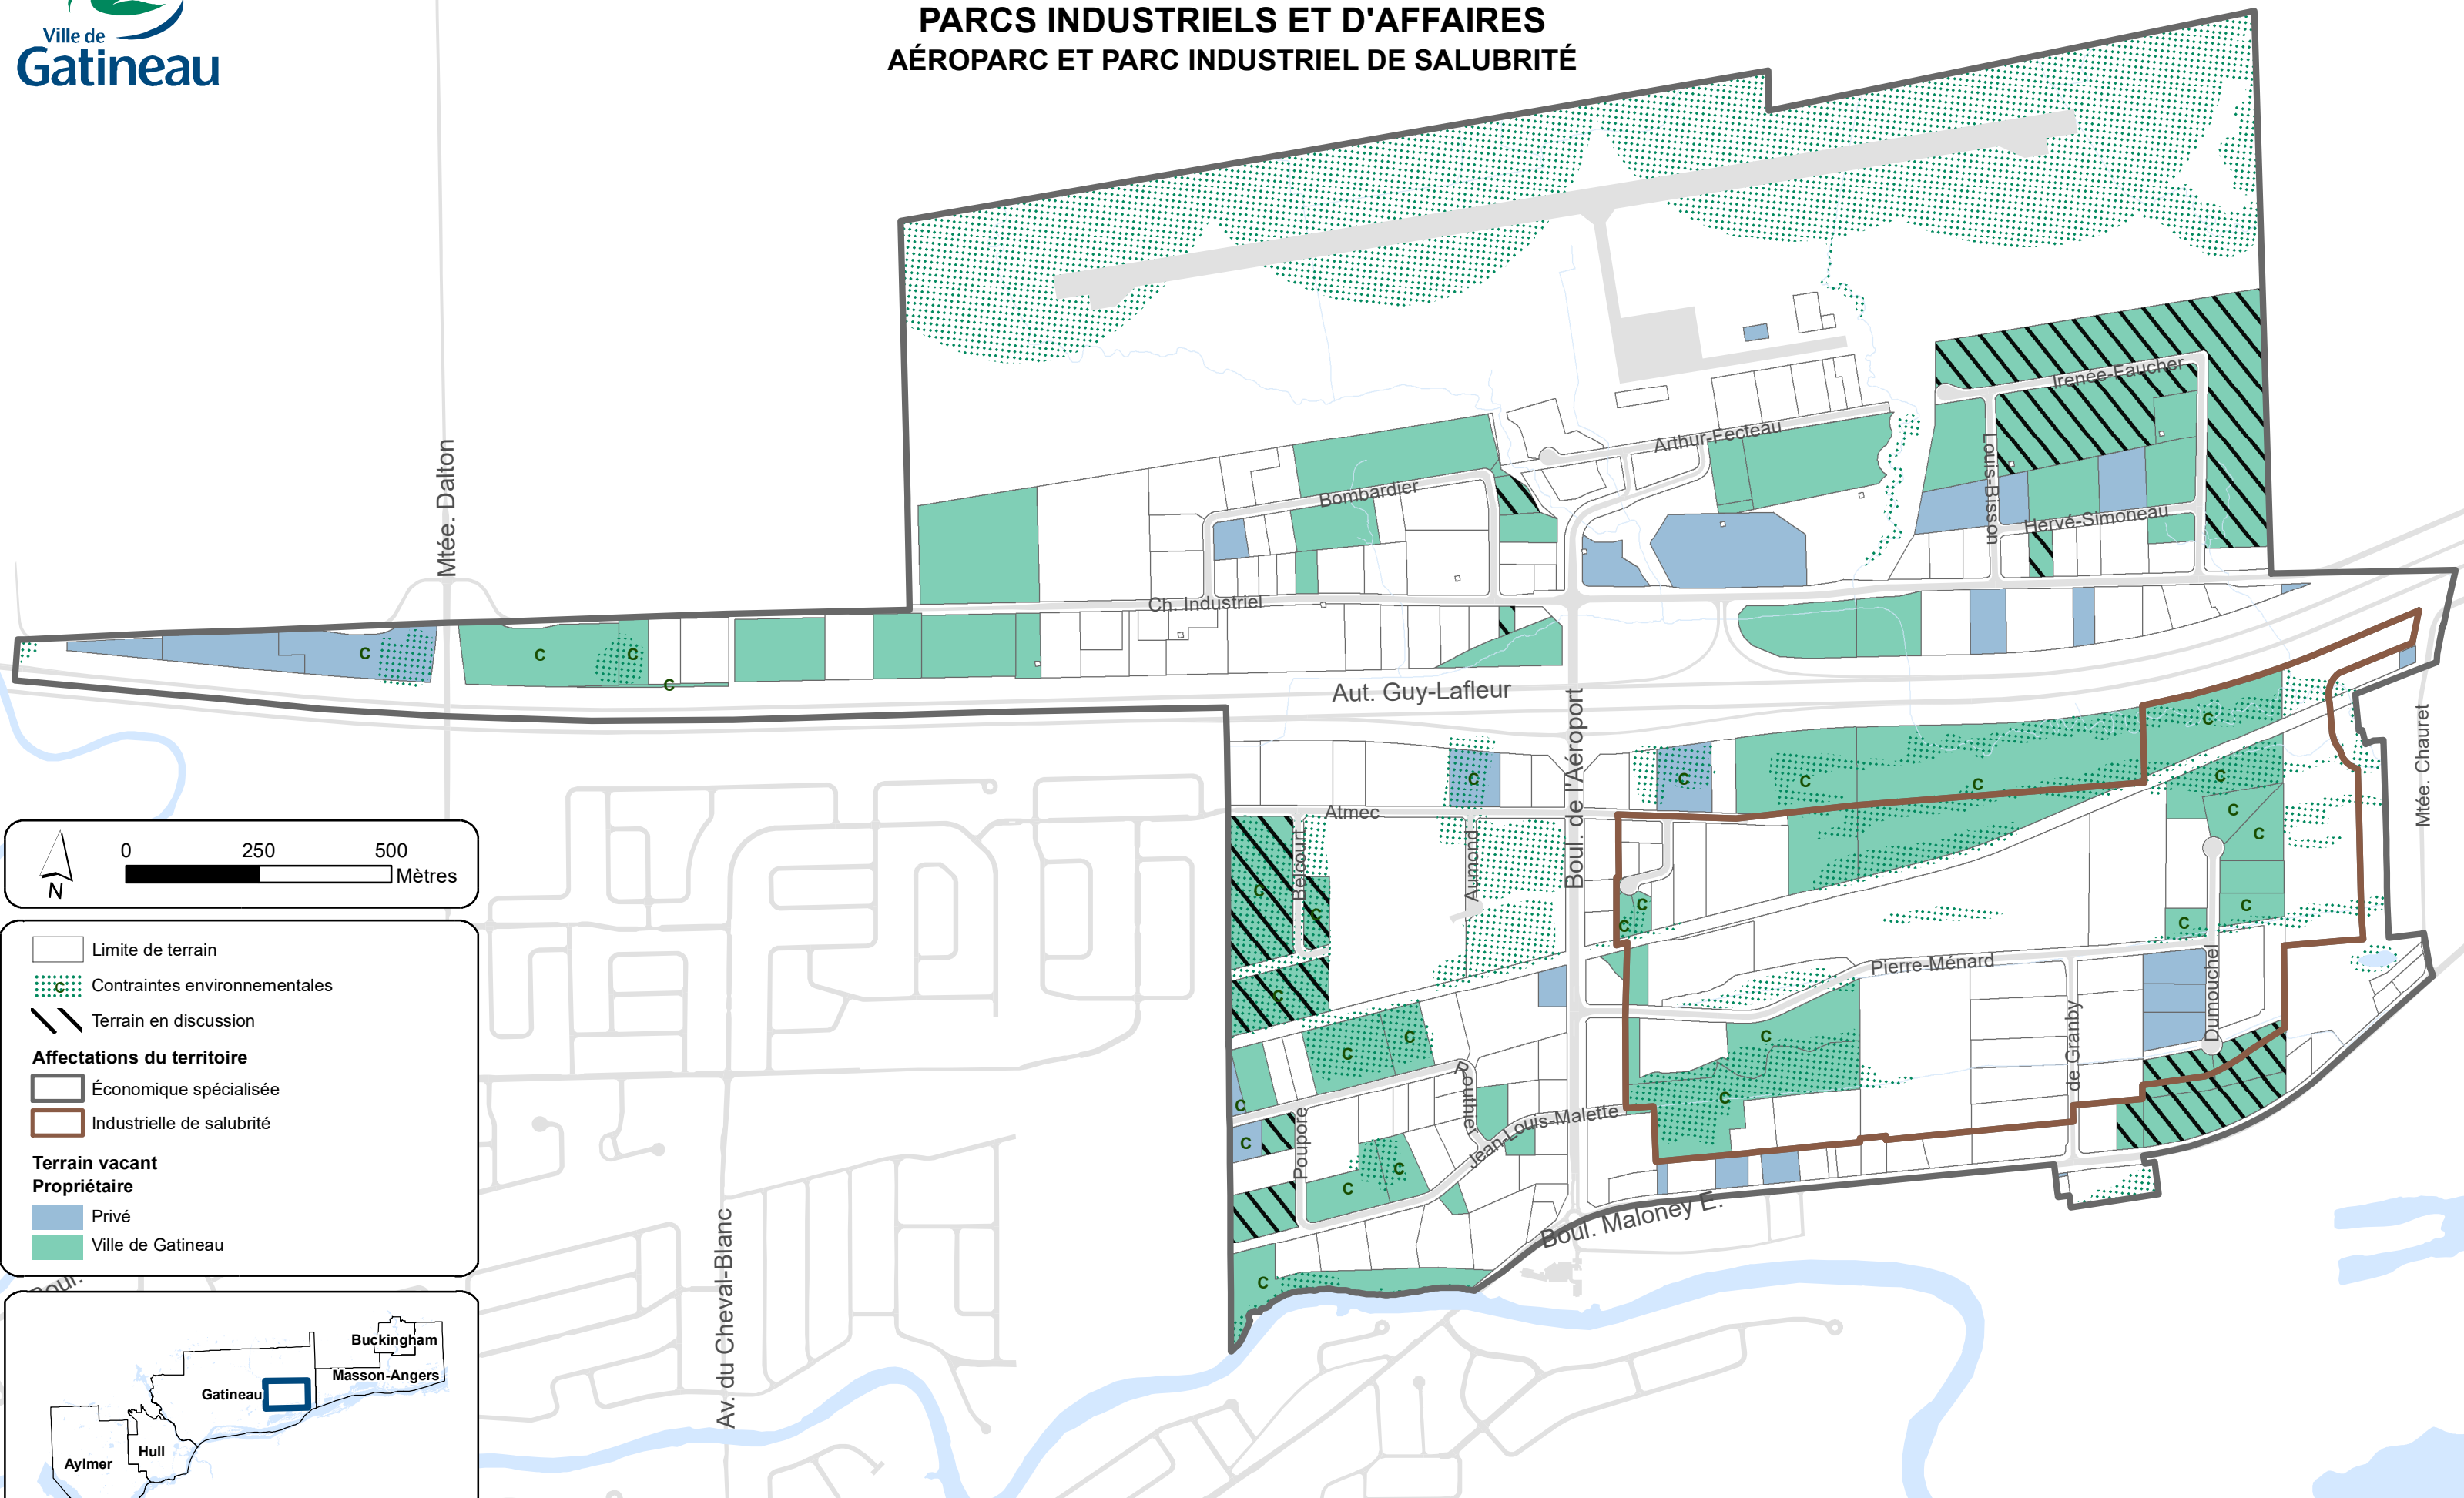 Ville de
Gatineau
PARCS INDUSTRIELS ET D'AFFAIRES
AÉROPARC ET PARC INDUSTRIEL DE SALUBRITÉ
Mtée. Dalton
Irenée-Faucher
Arthur-Fecteau
Louis-Bisson
Bombardier
Hervé-Simoneau
Ch. Industriel
C
C
C
C
Aut. Guy-Lafleur
Boul. de l'Aéroport
Mtée. Chauret
C
C
C
C
C
C
C
C
Atmec
Belcourt
Aumond
C
C
C
C
C
C
C
Pierre-Ménard
Dumouchel
de Granby
C
C
C
C
Ponthier
Jean-Louis-Malette
Poupore
C
C
C
C
C
Boul. Maloney E.
Av. du Cheval-Blanc
0 250 500
Mètres
N
Limite de terrain
C Contraintes environnementales
Terrain en discussion
Affectations du territoire
Économique spécialisée
Industrielle de salubrité
Terrain vacant
Propriétaire
Privé
Ville de Gatineau
Boul.
Buckingham
Masson-Angers
Gatineau
Hull
Aylmer